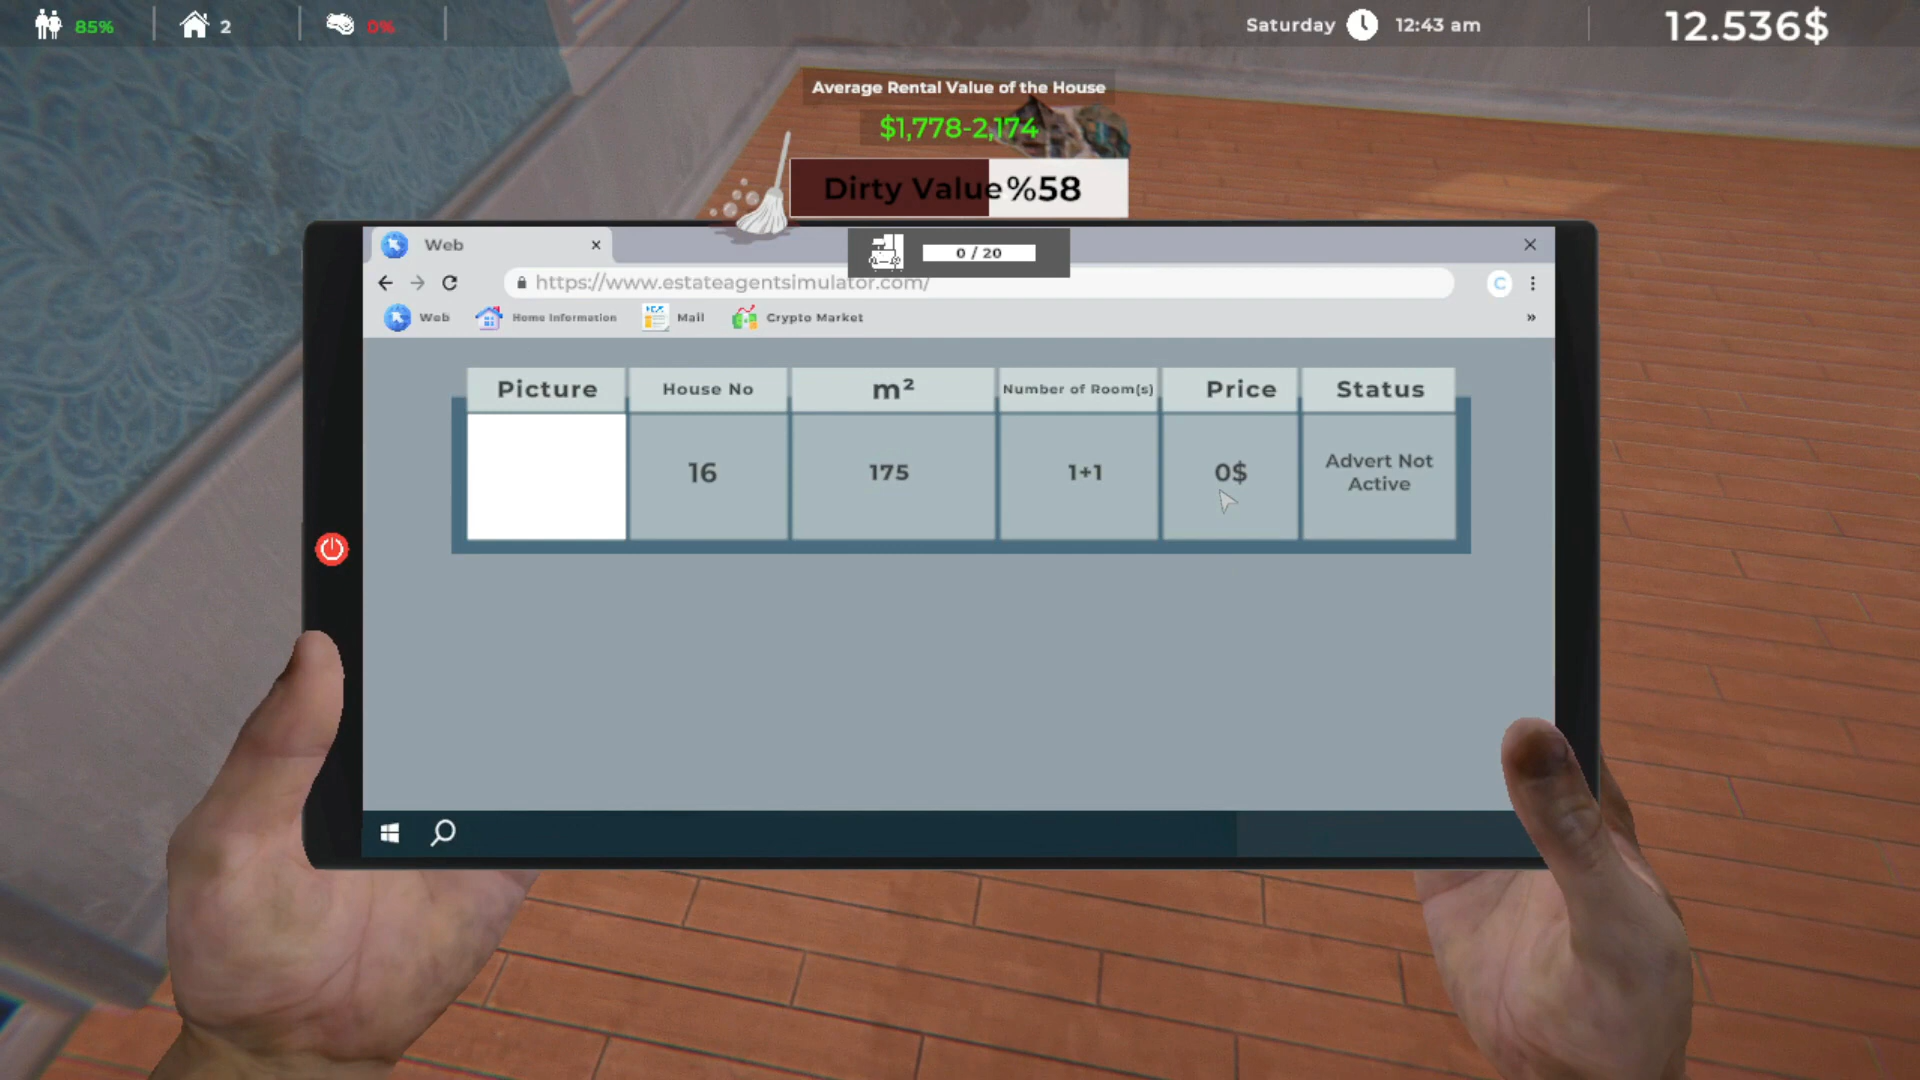 85%
2
0%
Saturday 12:43 am
12.536$
Average Rental Value of the House
$1,778-2,174
Dirty Value %58
Web
0 / 20
https://www.estateagentsimulator.com/
C
Web
Home Information
Mail
Crypto Market
»
Picture House No m² Number of Room(s) Price Status
16 175 1+1 0$ Advert Not
Active